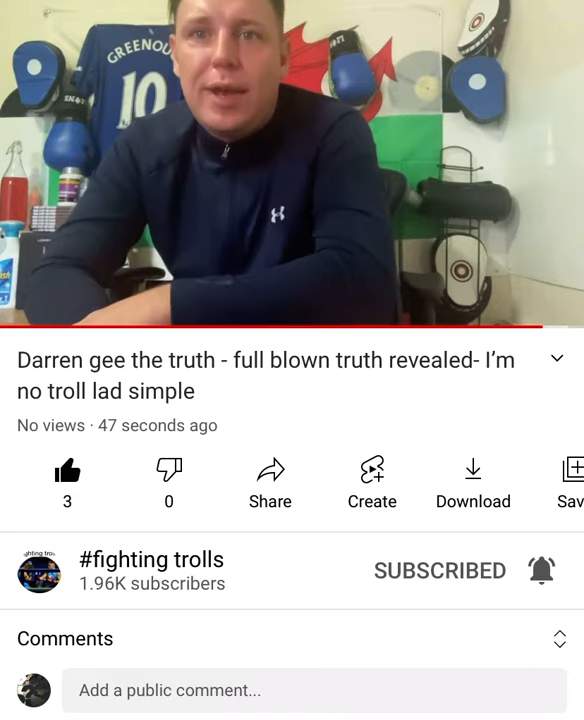 GREENOU
10
Darren gee the truth - full blown truth revealed- I’m
no troll lad simple
No views · 47 seconds ago
3
0
Share
Create
Download
Sav
#fighting trolls
1.96K subscribers
SUBSCRIBED
Comments
Add a public comment...